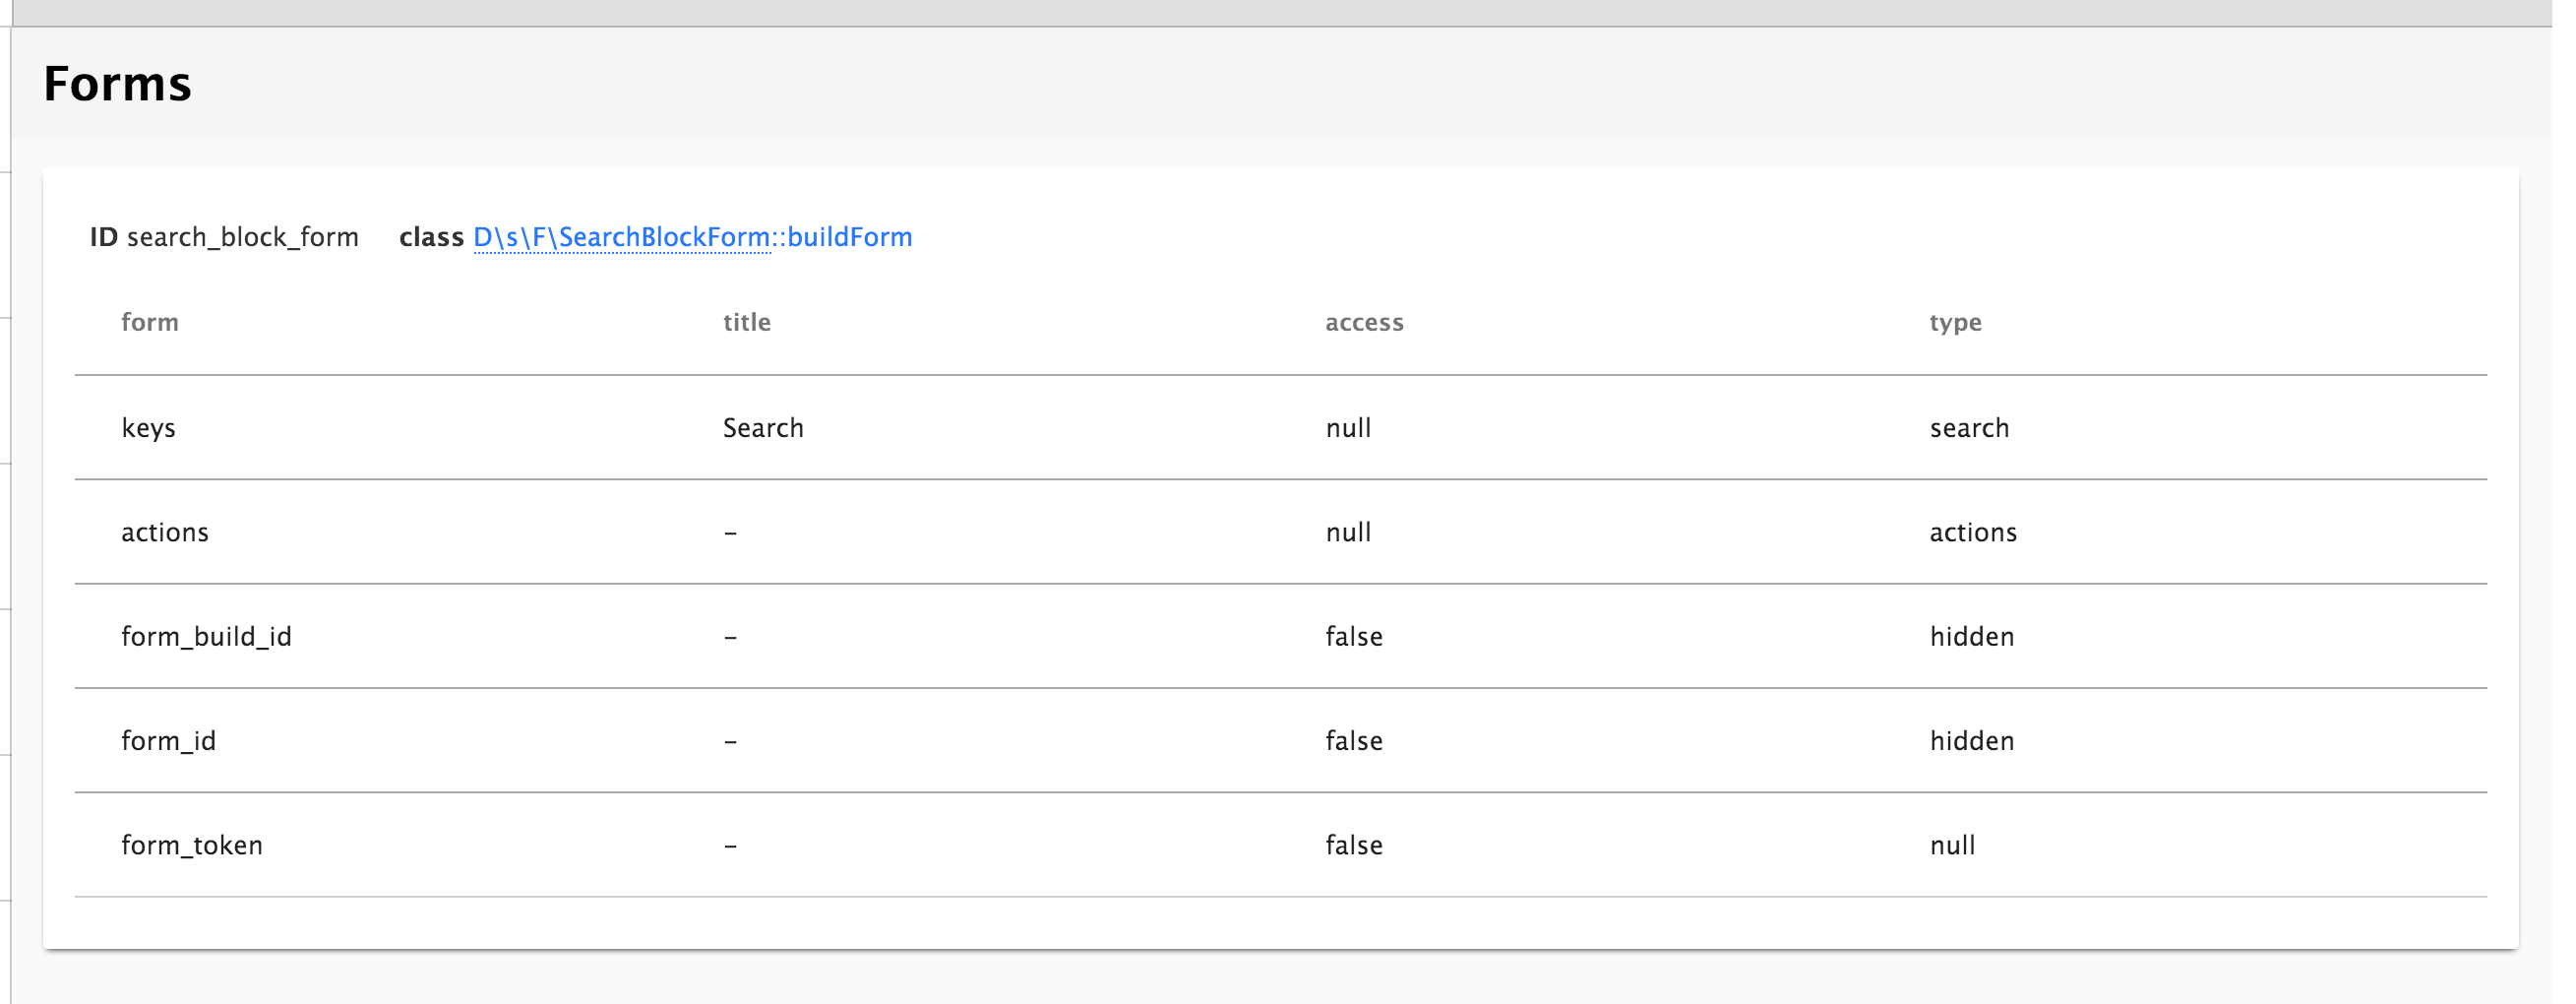 Forms
ID search_block_form class D\s\F\SearchBlockForm::buildForm
form title access type
keys Search null search
actions – null actions
form_build_id – false hidden
form_id – false hidden
form_token – false null